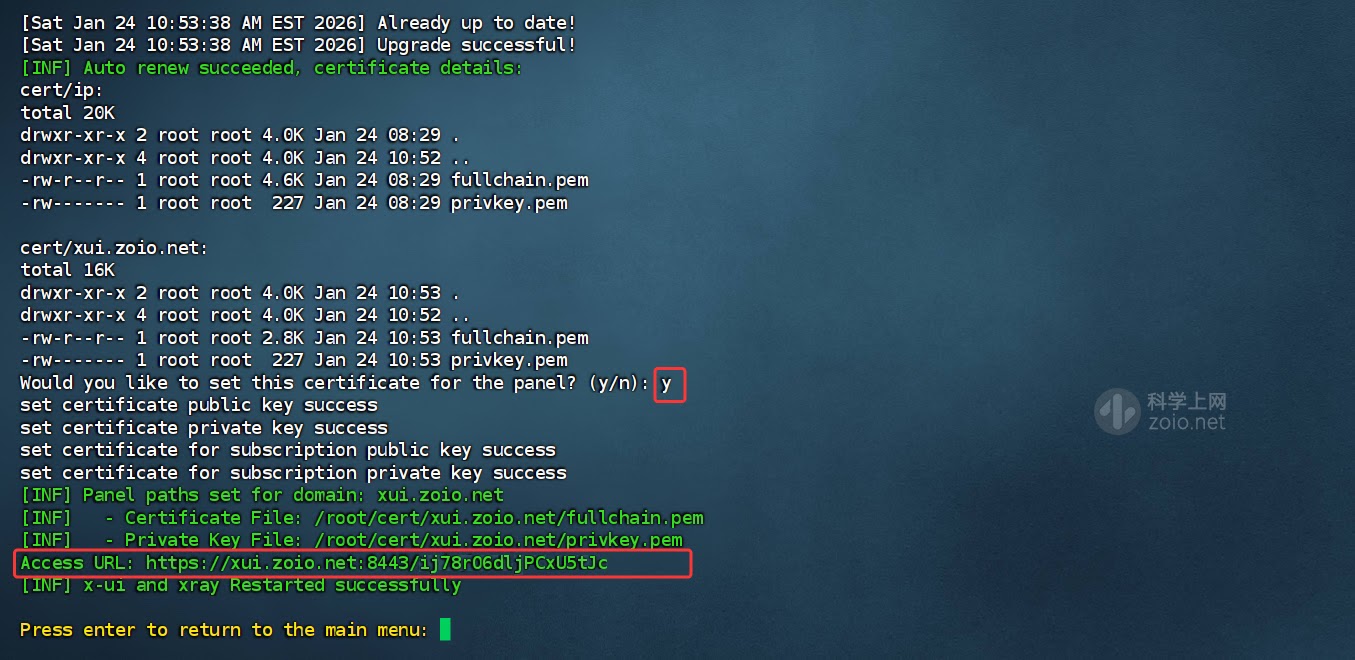 [Sat Jan 24 10:53:38 AM EST 2026] Already up to date!
[Sat Jan 24 10:53:38 AM EST 2026] Upgrade successful!
[INF] Auto renew succeeded, certificate details:
cert/ip:
total 20K
drwxr-xr-x 2 root root 4.0K Jan 24 08:29 .
drwxr-xr-x 4 root root 4.0K Jan 24 10:52 ..
-rw-r--r-- 1 root root 4.6K Jan 24 08:29 fullchain.pem
-rw------- 1 root root  227 Jan 24 08:29 privkey.pem
cert/xui.zoio.net:
total 16K
drwxr-xr-x 2 root root 4.0K Jan 24 10:53 .
drwxr-xr-x 4 root root 4.0K Jan 24 10:52 ..
-rw-r--r-- 1 root root 2.8K Jan 24 10:53 fullchain.pem
-rw------- 1 root root  227 Jan 24 10:53 privkey.pem
Would you like to set this certificate for the panel? (y/n): y
set certificate public key success
set certificate private key success
set certificate for subscription public key success
set certificate for subscription private key success
[INF] Panel paths set for domain: xui.zoio.net
[INF]   - Certificate File: /root/cert/xui.zoio.net/fullchain.pem
[INF]   - Private Key File: /root/cert/xui.zoio.net/privkey.pem
Access URL: https://xui.zoio.net:8443/ij78rO6dljPCxU5tJc
[INF] x-ui and xray Restarted successfully
Press enter to return to the main menu:
科学上网
zoio.net